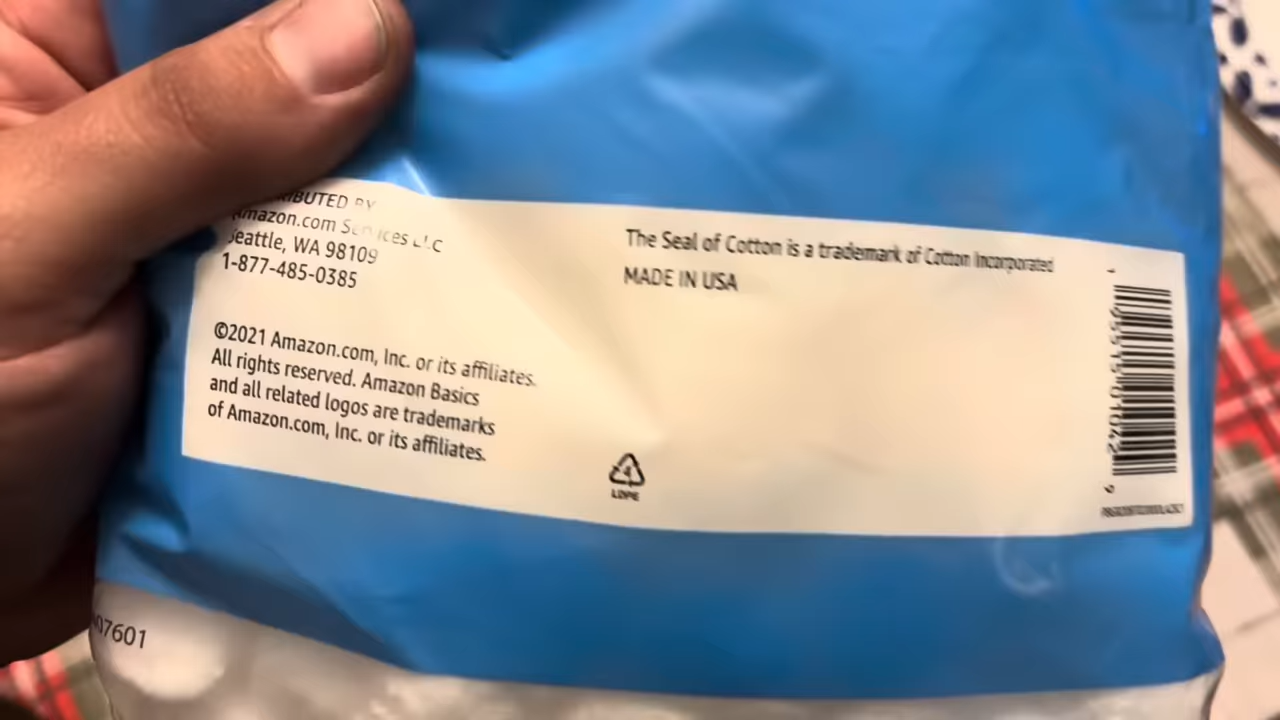 BUTED BY
Amazon.com Services LLC
Seattle, WA 98109
1-877-485-0385
©2021 Amazon.com, Inc. or its affiliates.
All rights reserved. Amazon Basics
and all related logos are trademarks
of Amazon.com, Inc. or its affiliates.
The Seal of Cotton is a trademark of Cotton Incorporated
MADE IN USA
4
LDPE
07601